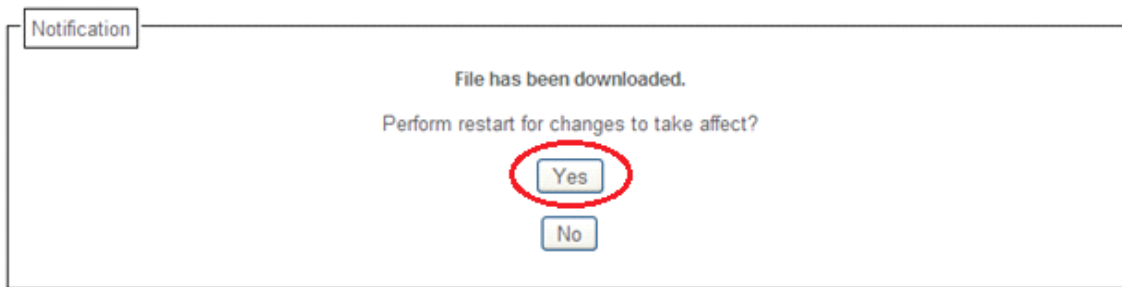 Notification
File has been downloaded.
Perform restart for changes to take affect?
Yes
No